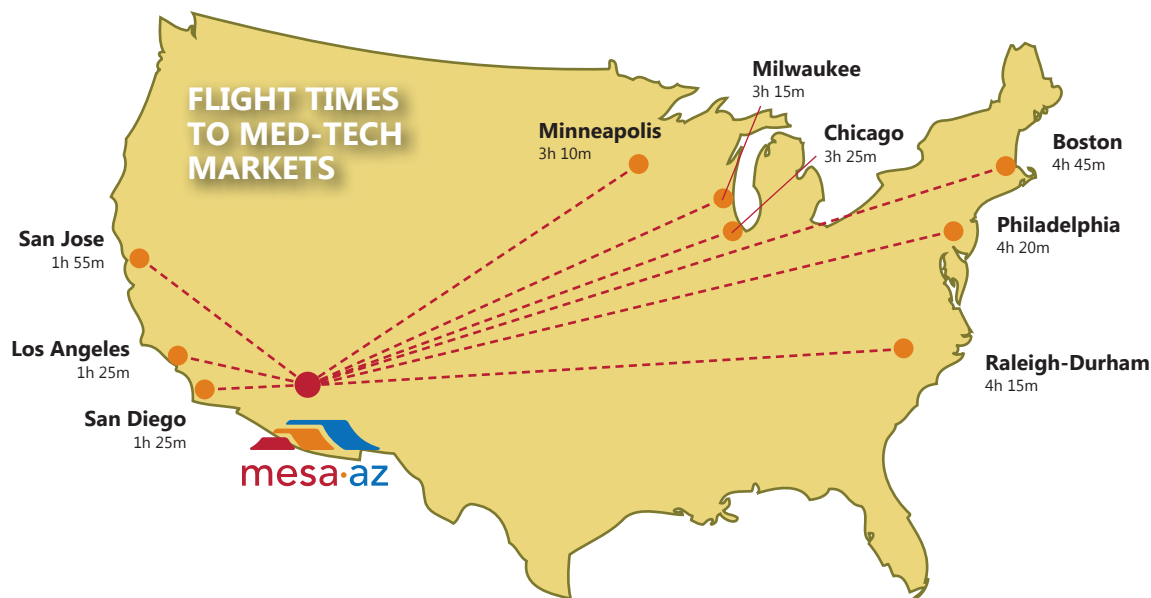 FLIGHT TIMES
TO MED-TECH
MARKETS
Milwaukee
3h 15m
Minneapolis
3h 10m
Chicago
3h 25m
Boston
4h 45m
Philadelphia
4h 20m
San Jose
1h 55m
Los Angeles
1h 25m
Raleigh-Durham
4h 15m
San Diego
1h 25m
mesa·az